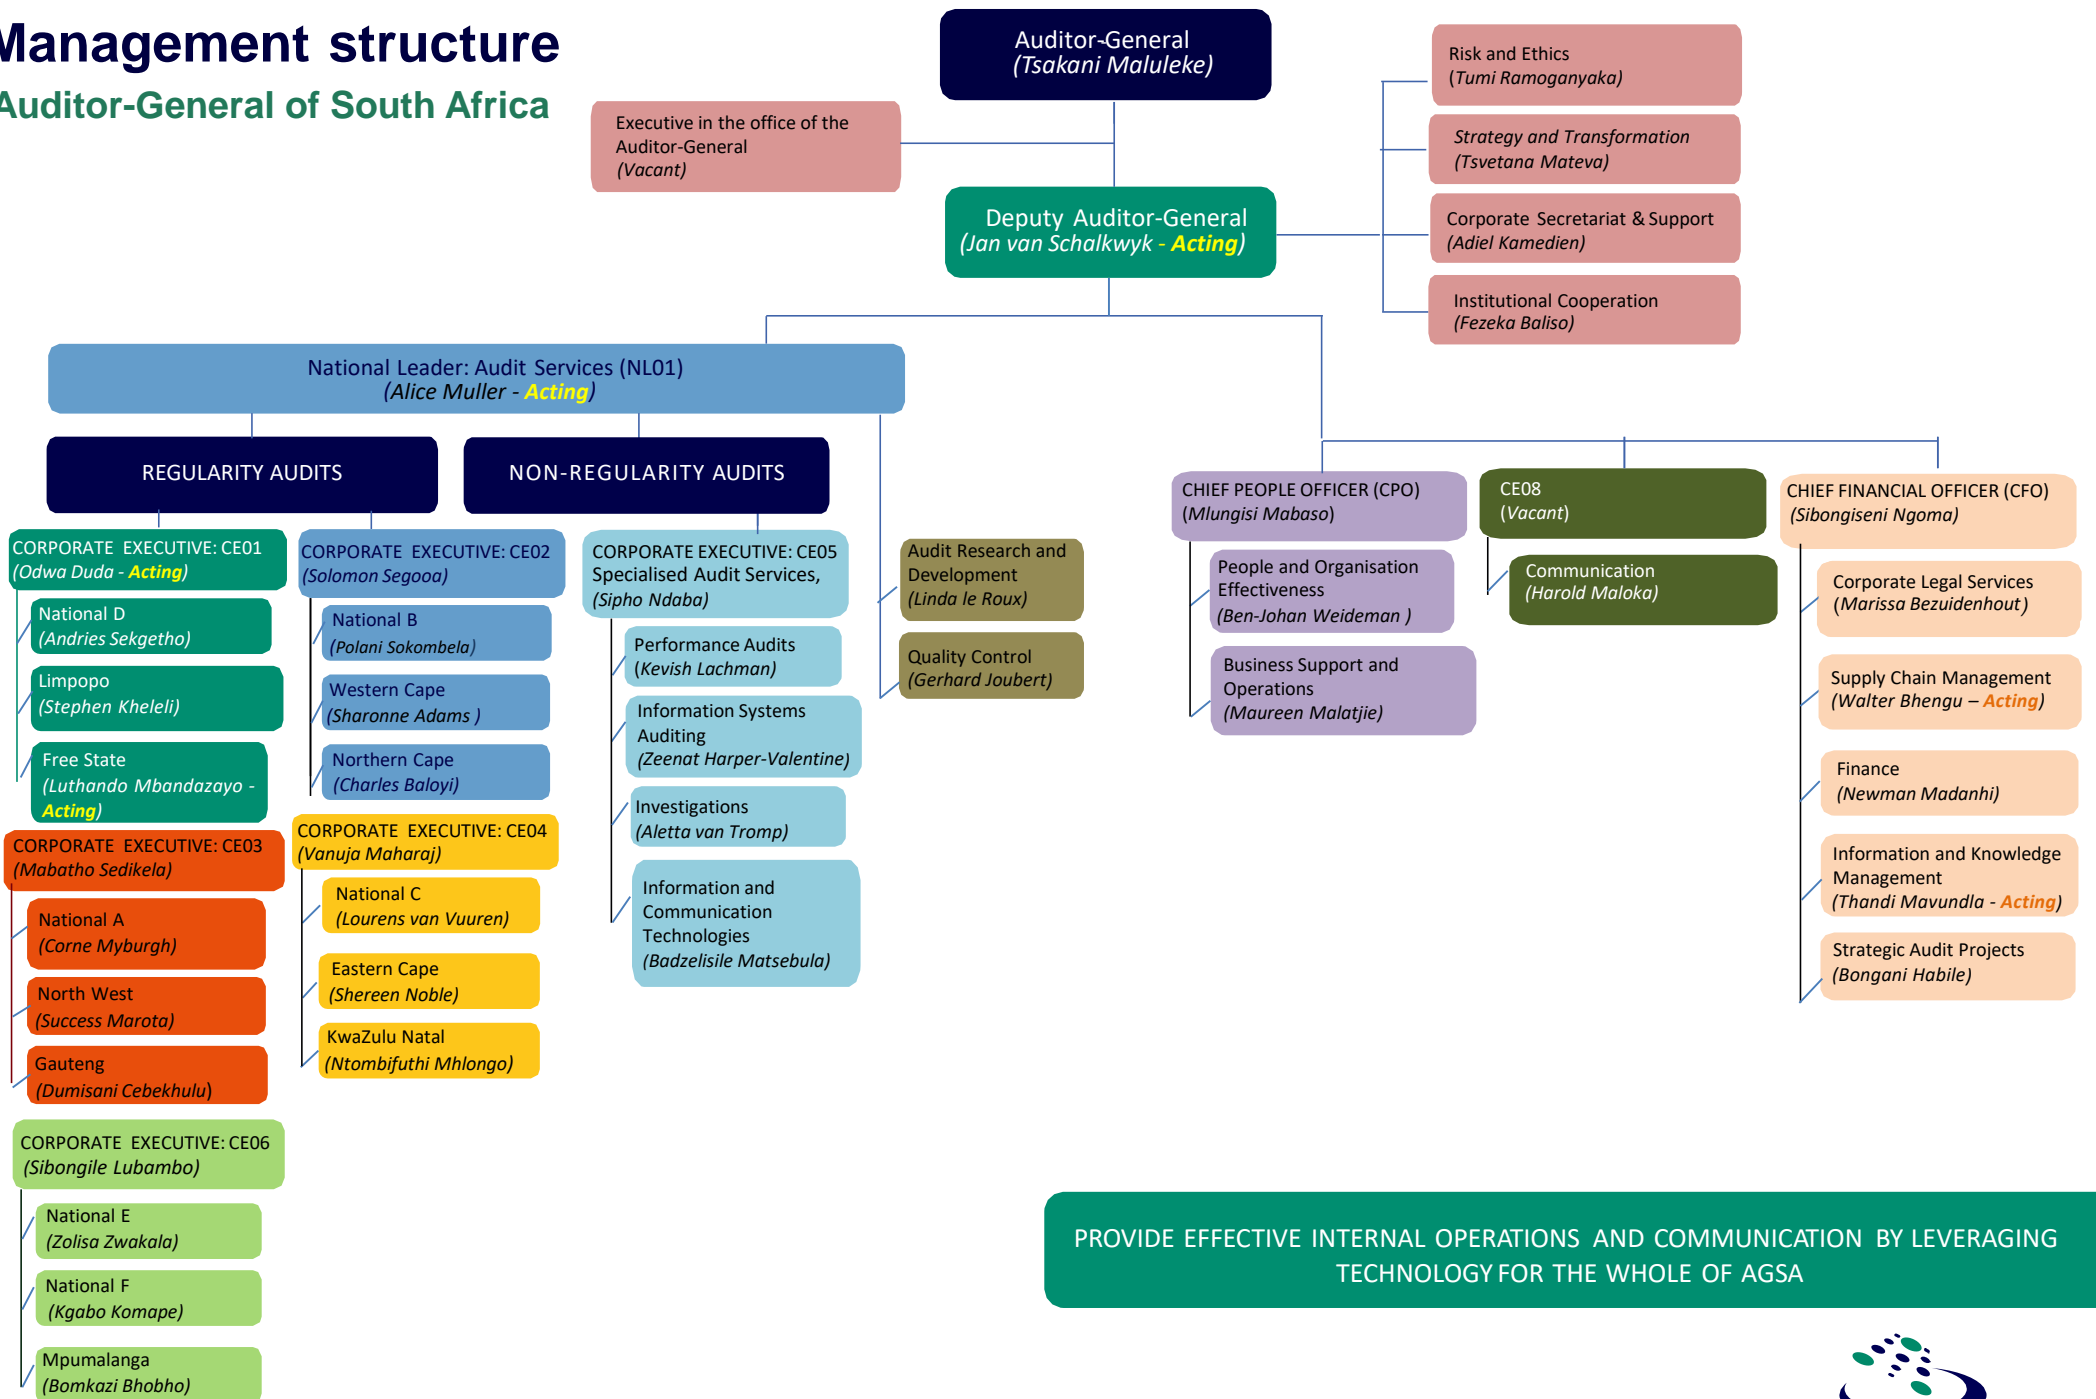 Management structure
Auditor-General of South Africa
Auditor-General
(Tsakani Maluleke)
Executive in the office of the
Auditor-General
(Vacant)
Deputy Auditor-General
(Jan van Schalkwyk - Acting)
Risk and Ethics
(Tumi Ramoganyaka)
Strategy and Transformation
(Tsvetana Mateva)
Corporate Secretariat & Support
(Adiel Kamedien)
Institutional Cooperation
(Fezeka Baliso)
National Leader: Audit Services (NL01)
(Alice Muller - Acting)
REGULARITY AUDITS
NON-REGULARITY AUDITS
CORPORATE EXECUTIVE: CE01
(Odwa Duda - Acting)
National D
(Andries Sekgetho)
Limpopo
(Stephen Kheleli)
Free State
(Luthando Mbandazayo -
Acting)
CORPORATE EXECUTIVE: CE02
(Solomon Segooa)
National B
(Polani Sokombela)
Western Cape
(Sharonne Adams )
Northern Cape
(Charles Baloyi)
CORPORATE EXECUTIVE: CE03
(Mabatho Sedikela)
National A
(Corne Myburgh)
North West
(Success Marota)
Gauteng
(Dumisani Cebekhulu)
CORPORATE EXECUTIVE: CE04
(Vanuja Maharaj)
National C
(Lourens van Vuuren)
Eastern Cape
(Shereen Noble)
KwaZulu Natal
(Ntombifuthi Mhlongo)
CORPORATE EXECUTIVE: CE06
(Sibongile Lubambo)
National E
(Zolisa Zwakala)
National F
(Kgabo Komape)
Mpumalanga
(Bomkazi Bhobho)
CORPORATE EXECUTIVE: CE05
Specialised Audit Services,
(Sipho Ndaba)
Performance Audits
(Kevish Lachman)
Information Systems
Auditing
(Zeenat Harper-Valentine)
Investigations
(Aletta van Tromp)
Information and
Communication
Technologies
(Badzelisile Matsebula)
Audit Research and
Development
(Linda le Roux)
Quality Control
(Gerhard Joubert)
CHIEF PEOPLE OFFICER (CPO)
(Mlungisi Mabaso)
People and Organisation
Effectiveness
(Ben-Johan Weideman )
Business Support and
Operations
(Maureen Malatjie)
CE08
(Vacant)
Communication
(Harold Maloka)
CHIEF FINANCIAL OFFICER (CFO)
(Sibongiseni Ngoma)
Corporate Legal Services
(Marissa Bezuidenhout)
Supply Chain Management
(Walter Bhengu – Acting)
Finance
(Newman Madanhi)
Information and Knowledge
Management
(Thandi Mavundla - Acting)
Strategic Audit Projects
(Bongani Habile)
PROVIDE EFFECTIVE INTERNAL OPERATIONS AND COMMUNICATION BY LEVERAGING
TECHNOLOGY FOR THE WHOLE OF AGSA